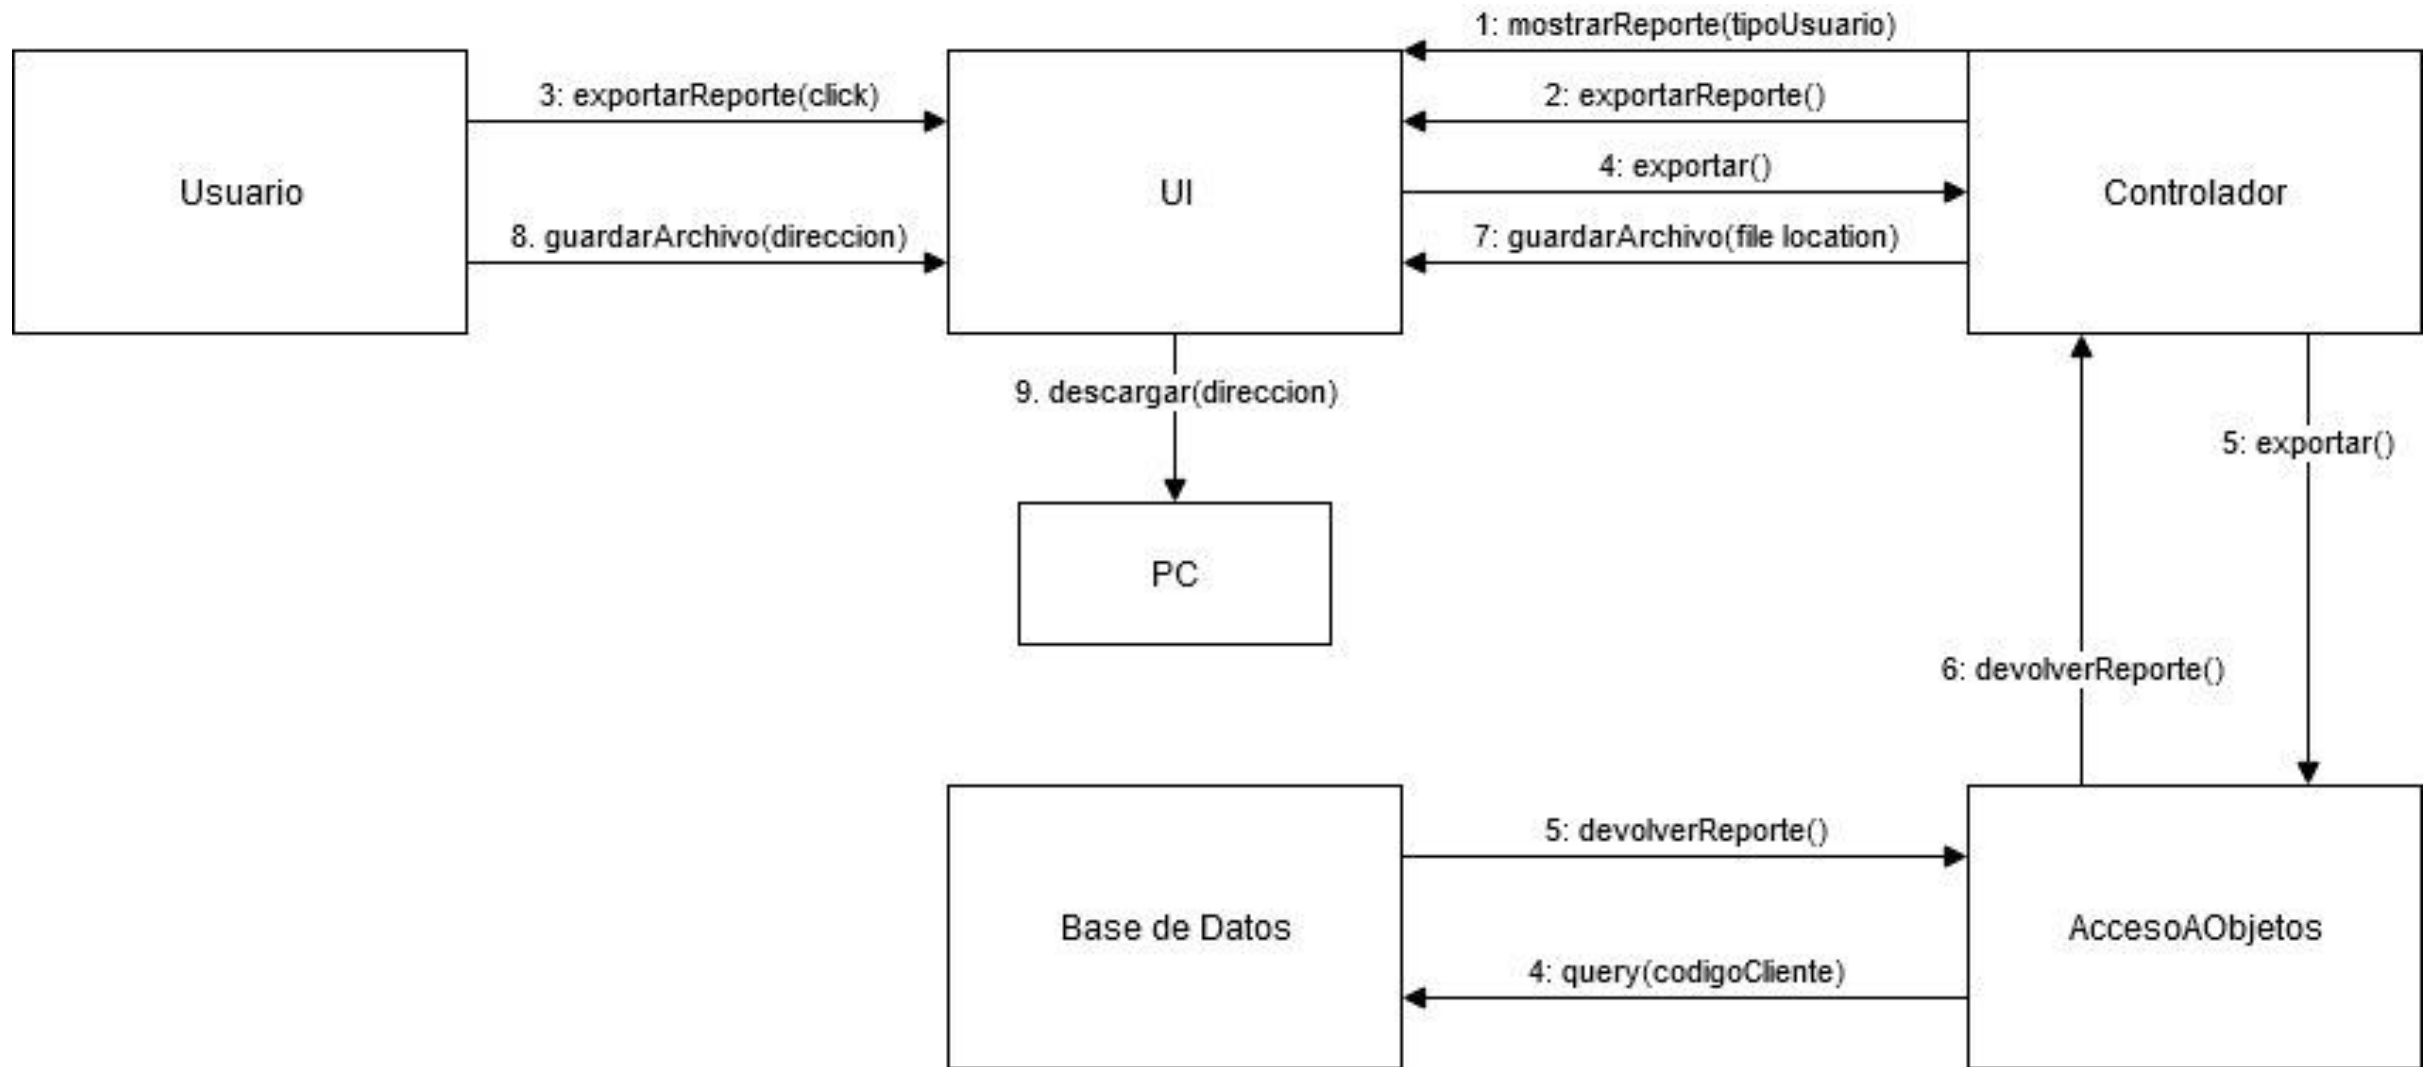 1: mostrarReporte(tipoUsuario)
3: exportarReporte(click)
2: exportarReporte()
4: exportar()
Usuario
UI
Controlador
8. guardarArchivo(direccion)
7: guardarArchivo(file location)
9. descargar(direccion)
5: exportar()
PC
6: devolverReporte()
5: devolverReporte()
Base de Datos
AccesoAObjetos
4: query(codigoCliente)